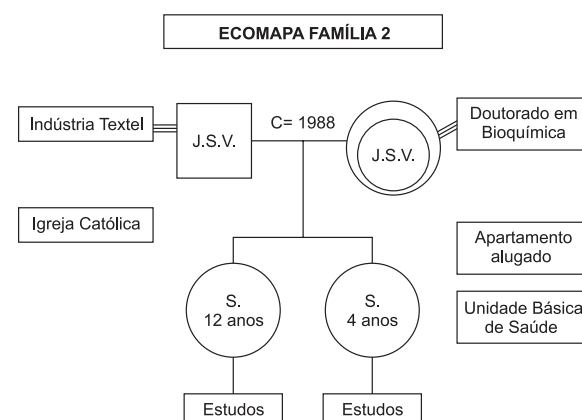 ECOMAPA FAMÍLIA 2
Indústria Textel
J.S.V.
C= 1988
J.S.V.
Doutorado em
Bioquímica
Igreja Católica
Apartamento
alugado
S.
12 anos
S.
4 anos
Unidade Básica
de Saúde
Estudos
Estudos